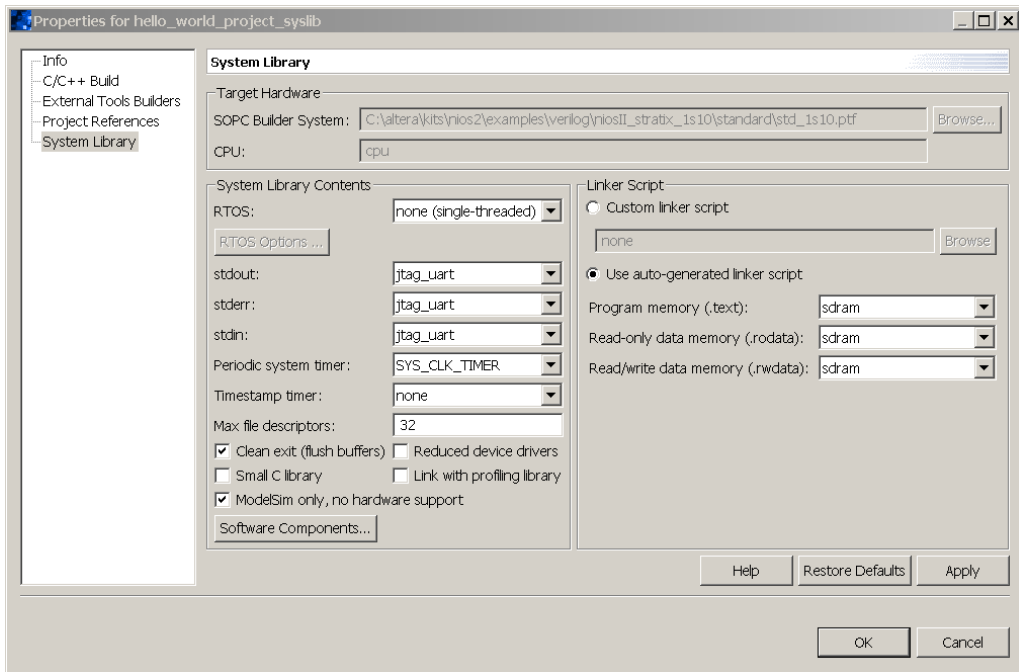 Properties for hello_world_project_syslib
Info
C/C++ Build
External Tools Builders
Project References
System Library
System Library
Target Hardware
SOPC Builder System: C:\altera\kits\nios2\examples\verilog\niosII_stratix_1s10\standard\std_1s10.ptf Browse...
CPU: cpu
System Library Contents
RTOS: none (single-threaded)
RTOS Options ...
stdout: jtag_uart
stderr: jtag_uart
stdin: jtag_uart
Periodic system timer: SYS_CLK_TIMER
Timestamp timer: none
Max file descriptors: 32
Clean exit (flush buffers) Reduced device drivers
Small C library Link with profiling library
ModelSim only, no hardware support
Software Components...
Linker Script
Custom linker script
none Browse
Use auto-generated linker script
Program memory (.text): sdram
Read-only data memory (.rodata): sdram
Read/write data memory (.rwdata): sdram
Help Restore Defaults Apply
OK Cancel